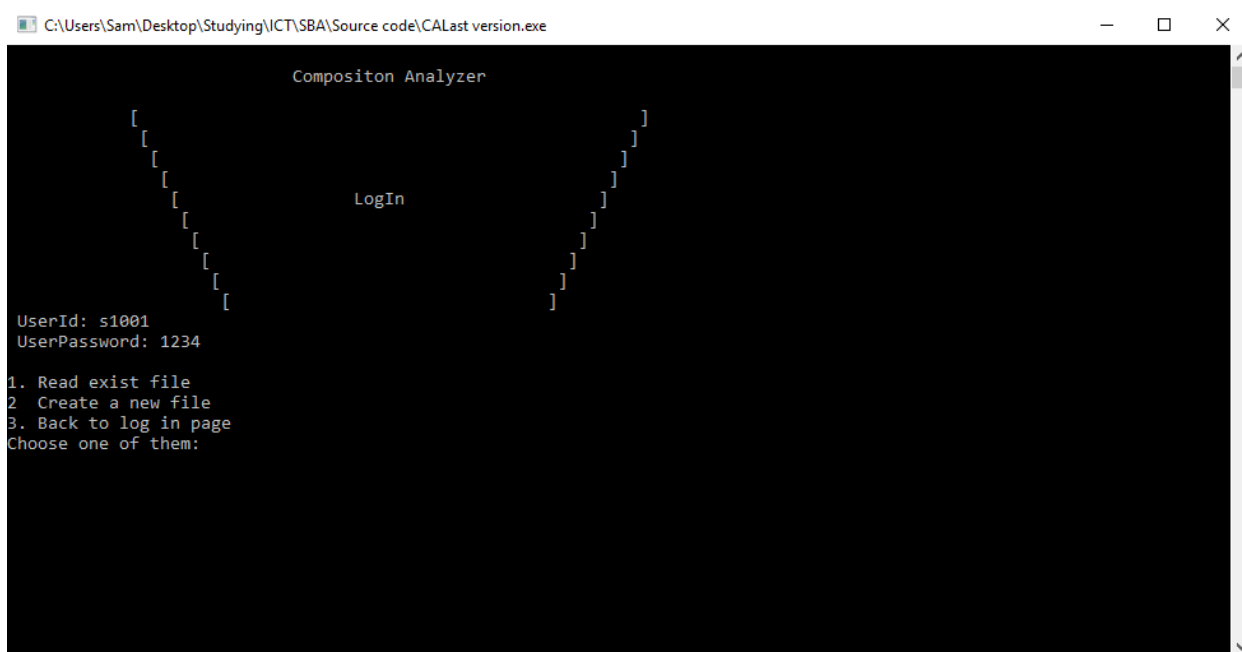 C:\Users\Sam\Desktop\Studying\ICT\SBA\Source code\CALast version.exe
Compositon Analyzer
[ ]
[ ]
[ ]
[ ]
[ LogIn ]
[ ]
[ ]
[ ]
[ ]
[ ]
UserId: s1001
UserPassword: 1234
1. Read exist file
2  Create a new file
3. Back to log in page
Choose one of them: